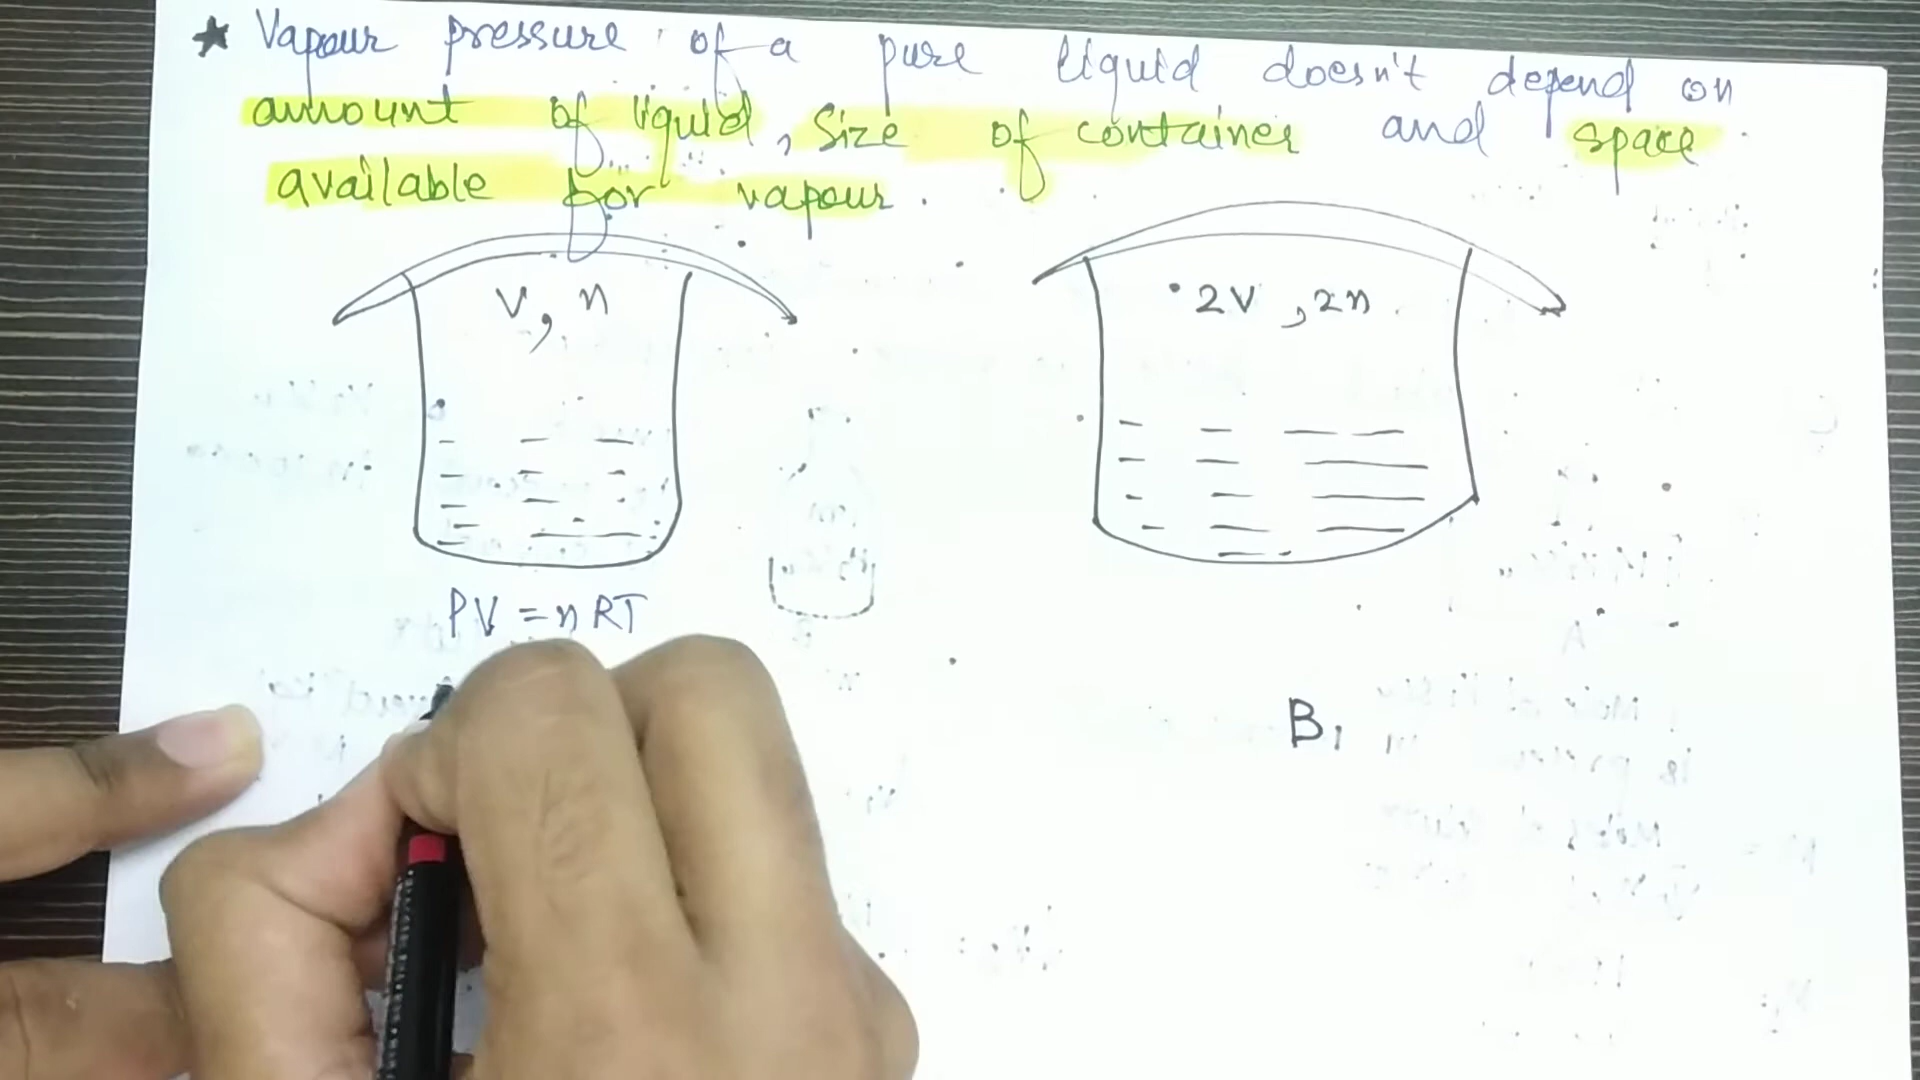 ★ Vapour pressure of a pure liquid doesn't depend on
amount of liquid, Size of container and space
available for vapour.
V, n
2V, 2n
PV = nRT
B₁